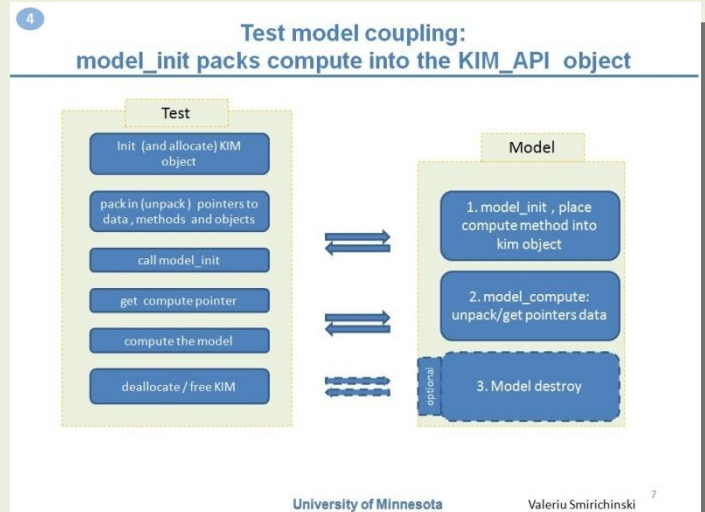 4
Test model coupling:
model_init packs compute into the KIM_API object
Test
Init (and allocate) KIM
object
pack in (unpack) pointers to
data , methods and objects
call model_init
get compute pointer
compute the model
deallocate / free KIM
Model
1. model_init , place
compute method into
kim object
2. model_compute:
unpack/get pointers data
optional
3. Model destroy
University of Minnesota
Valeriu Smirichinski
7